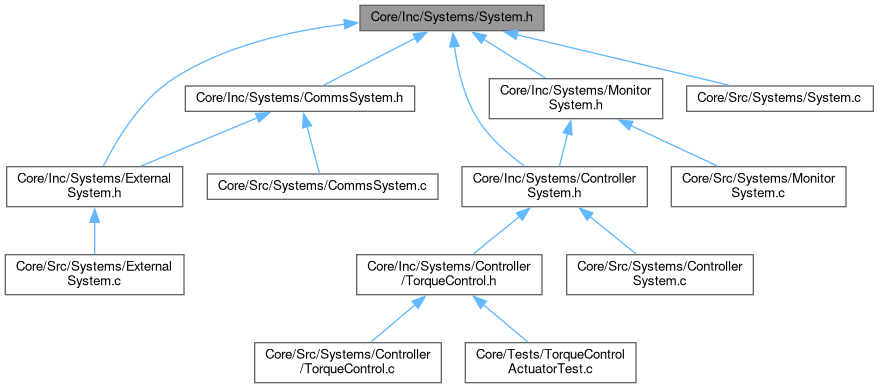 Core/Inc/Systems/System.h
Core/Inc/Systems/CommsSystem.h
Core/Inc/Systems/Monitor
System.h
Core/Src/Systems/System.c
Core/Inc/Systems/External
System.h
Core/Src/Systems/CommsSystem.c
Core/Inc/Systems/Controller
System.h
Core/Src/Systems/Monitor
System.c
Core/Src/Systems/External
System.c
Core/Inc/Systems/Controller
/TorqueControl.h
Core/Src/Systems/Controller
System.c
Core/Src/Systems/Controller
/TorqueControl.c
Core/Tests/TorqueControl
ActuatorTest.c